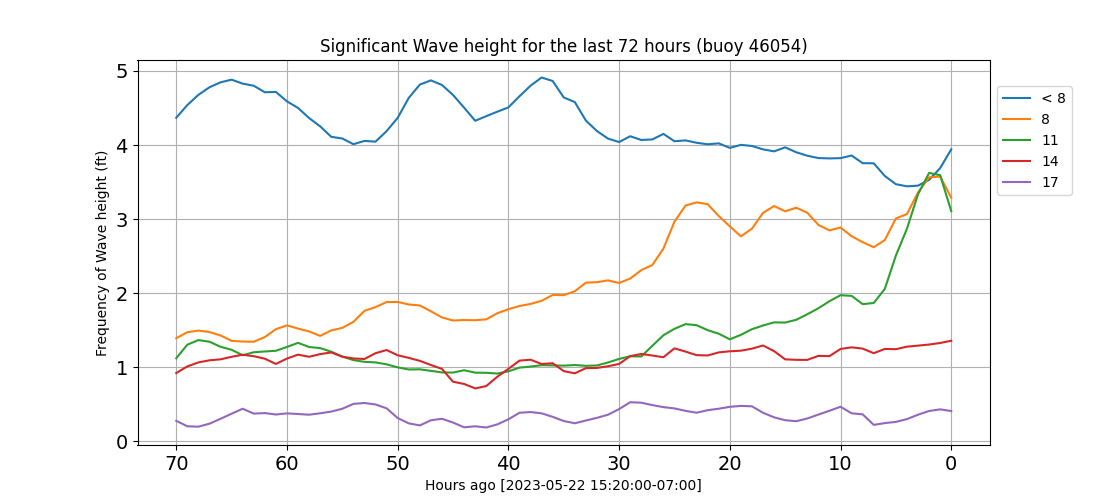 Significant Wave height for the last 72 hours (buoy 46054)
Frequency of Wave height (ft)
5
4
3
2
1
0
70 60 50 40 30 20 10 0
Hours ago [2023-05-22 15:20:00-07:00]
< 8
8
11
14
17